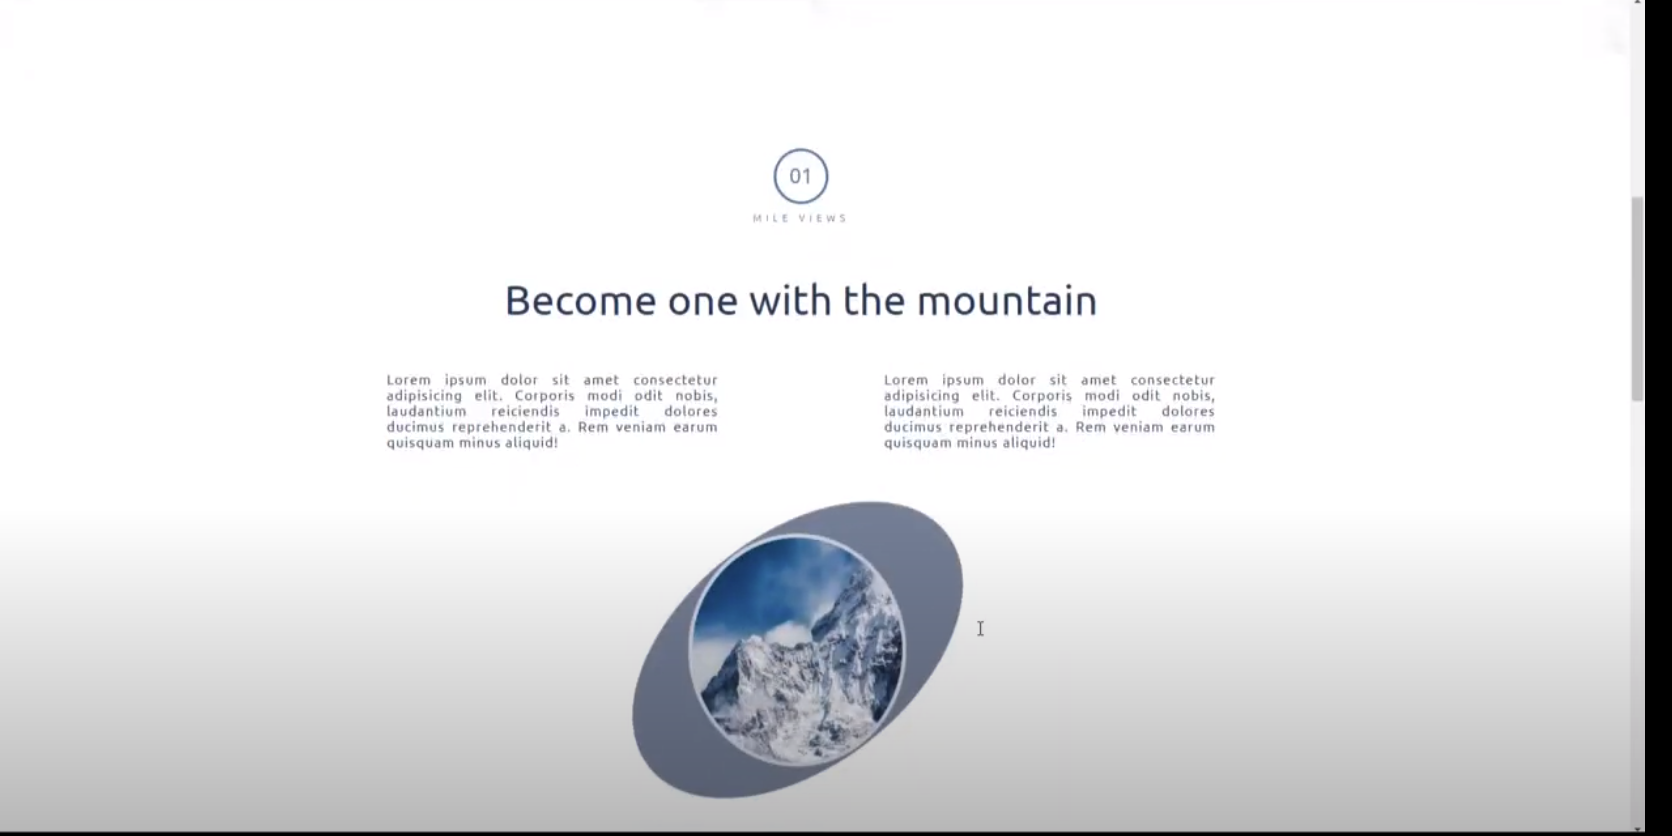 01
MILE VIEWS
Become one with the mountain
Lorem ipsum dolor sit amet consectetur
adipisicing elit. Corporis modi odit nobis,
laudantium reiciendis impedit dolores
ducimus reprehenderit a. Rem veniam earum
quisquam minus aliquid!
Lorem ipsum dolor sit amet consectetur
adipisicing elit. Corporis modi odit nobis,
laudantium reiciendis impedit dolores
ducimus reprehenderit a. Rem veniam earum
quisquam minus aliquid!